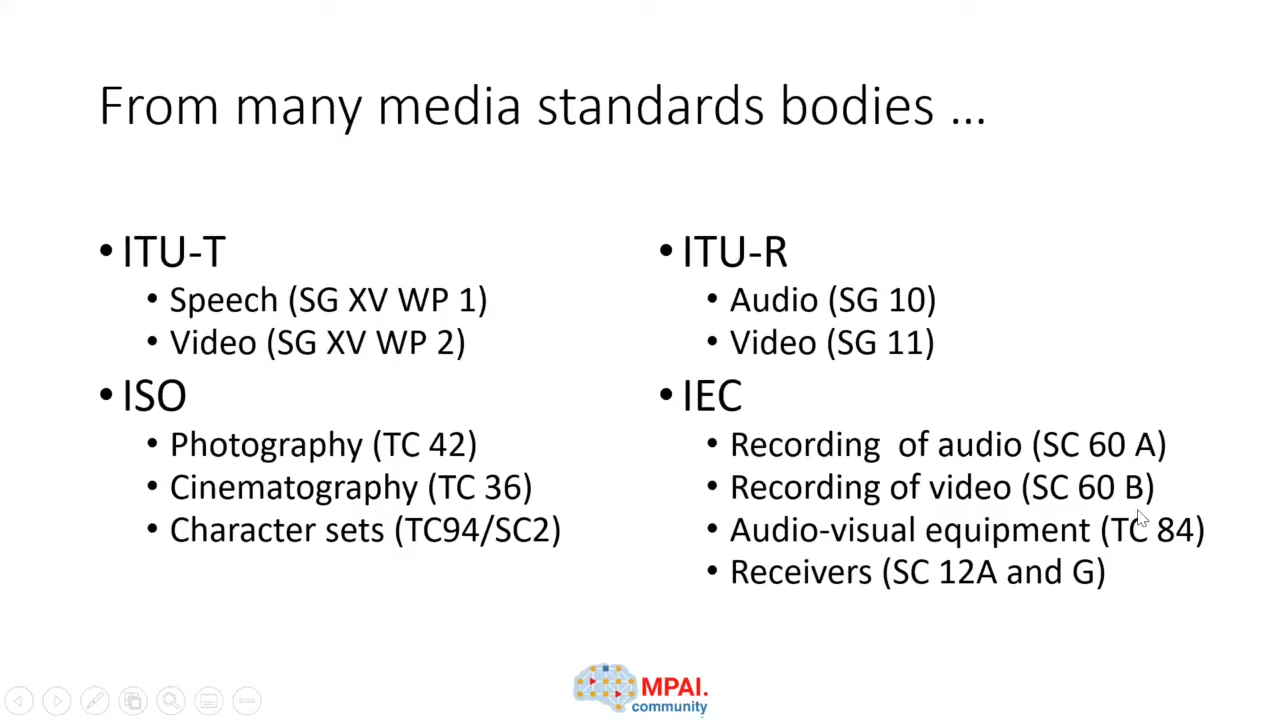 From many media standards bodies ...
• ITU-T
• Speech (SG XV WP 1)
• Video (SG XV WP 2)
• ISO
• Photography (TC 42)
• Cinematography (TC 36)
• Character sets (TC94/SC2)
• ITU-R
• Audio (SG 10)
• Video (SG 11)
• IEC
• Recording  of audio (SC 60 A)
• Recording of video (SC 60 B)
• Audio-visual equipment (TC 84)
• Receivers (SC 12A and G)
MPAI.
community